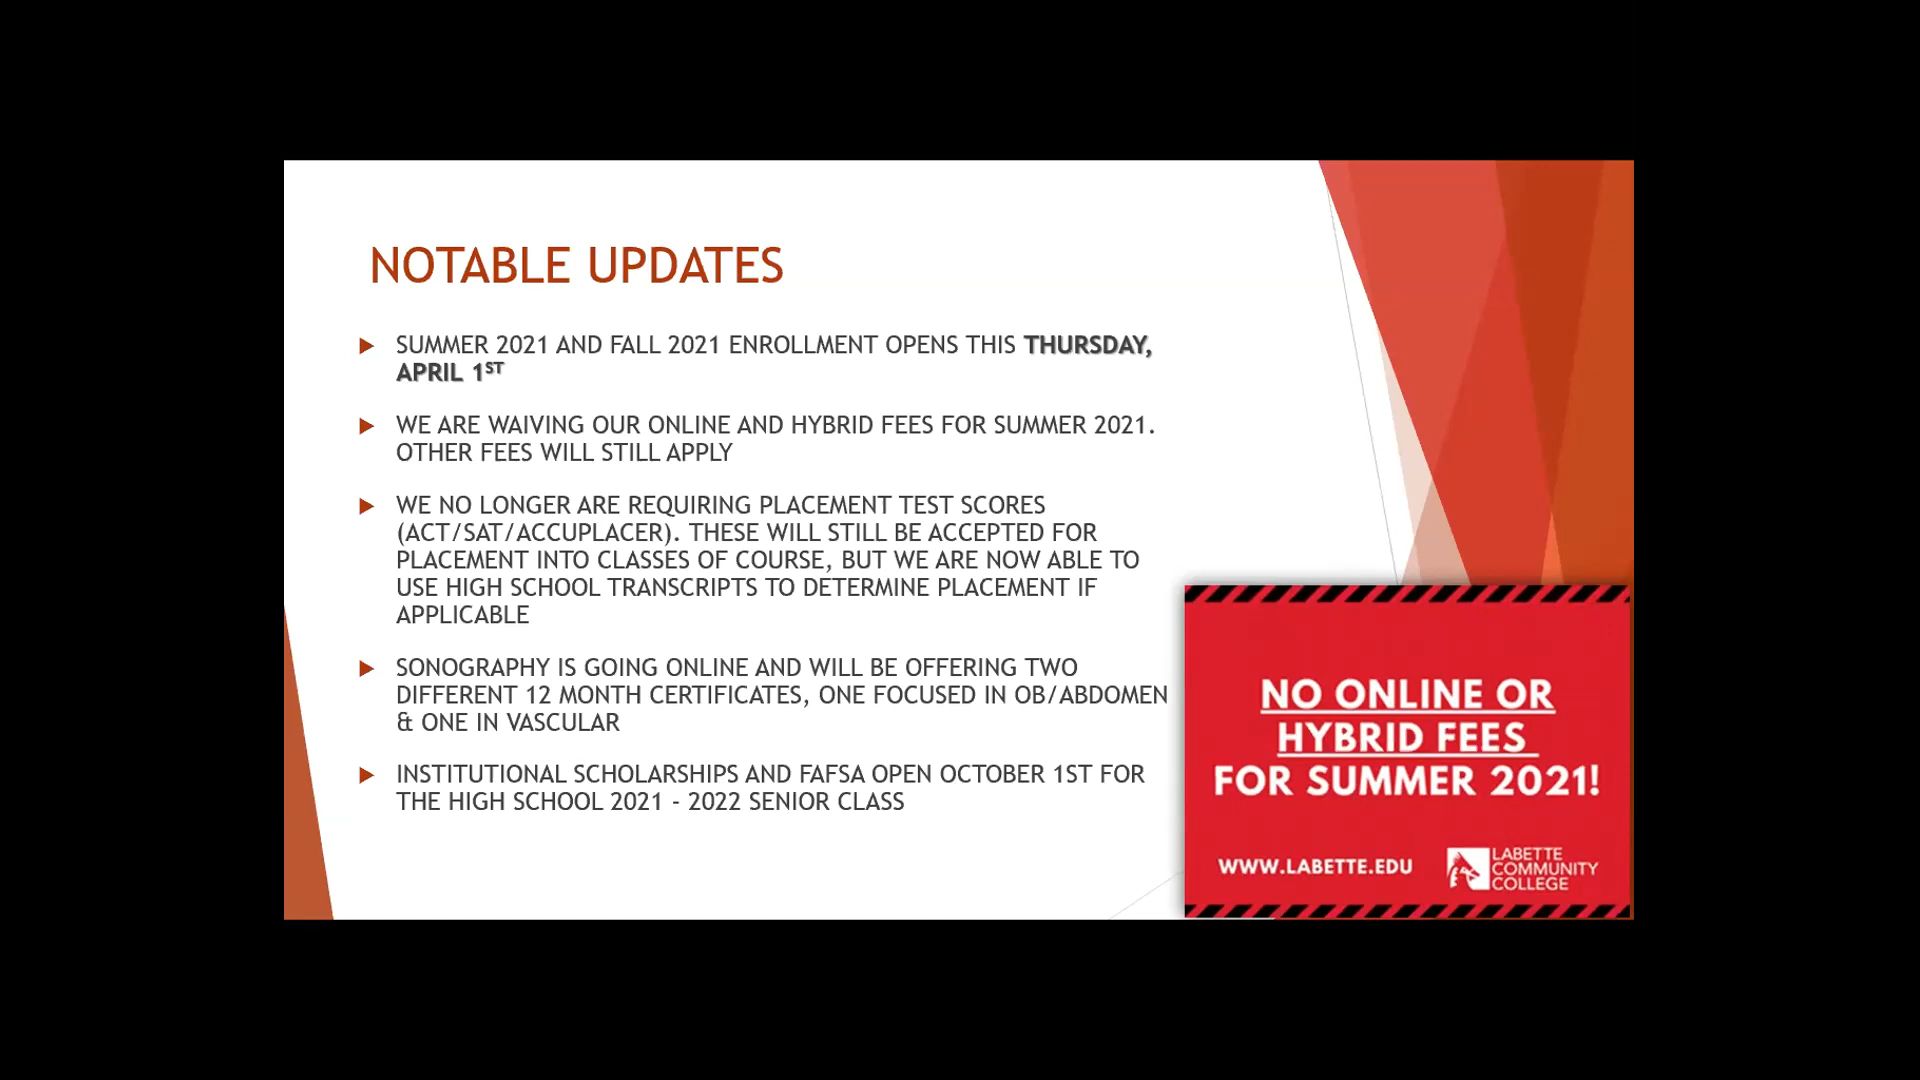 NOTABLE UPDATES
SUMMER 2021 AND FALL 2021 ENROLLMENT OPENS THIS THURSDAY,
APRIL 1ST
WE ARE WAIVING OUR ONLINE AND HYBRID FEES FOR SUMMER 2021.
OTHER FEES WILL STILL APPLY
WE NO LONGER ARE REQUIRING PLACEMENT TEST SCORES
(ACT/SAT/ACCUPLACER). THESE WILL STILL BE ACCEPTED FOR
PLACEMENT INTO CLASSES OF COURSE, BUT WE ARE NOW ABLE TO
USE HIGH SCHOOL TRANSCRIPTS TO DETERMINE PLACEMENT IF
APPLICABLE
SONOGRAPHY IS GOING ONLINE AND WILL BE OFFERING TWO
DIFFERENT 12 MONTH CERTIFICATES, ONE FOCUSED IN OB/ABDOMEN
& ONE IN VASCULAR
INSTITUTIONAL SCHOLARSHIPS AND FAFSA OPEN OCTOBER 1ST FOR
THE HIGH SCHOOL 2021 - 2022 SENIOR CLASS
NO ONLINE OR
HYBRID FEES
FOR SUMMER 2021!
WWW.LABETTE.EDU
LABETTE
COMMUNITY
COLLEGE